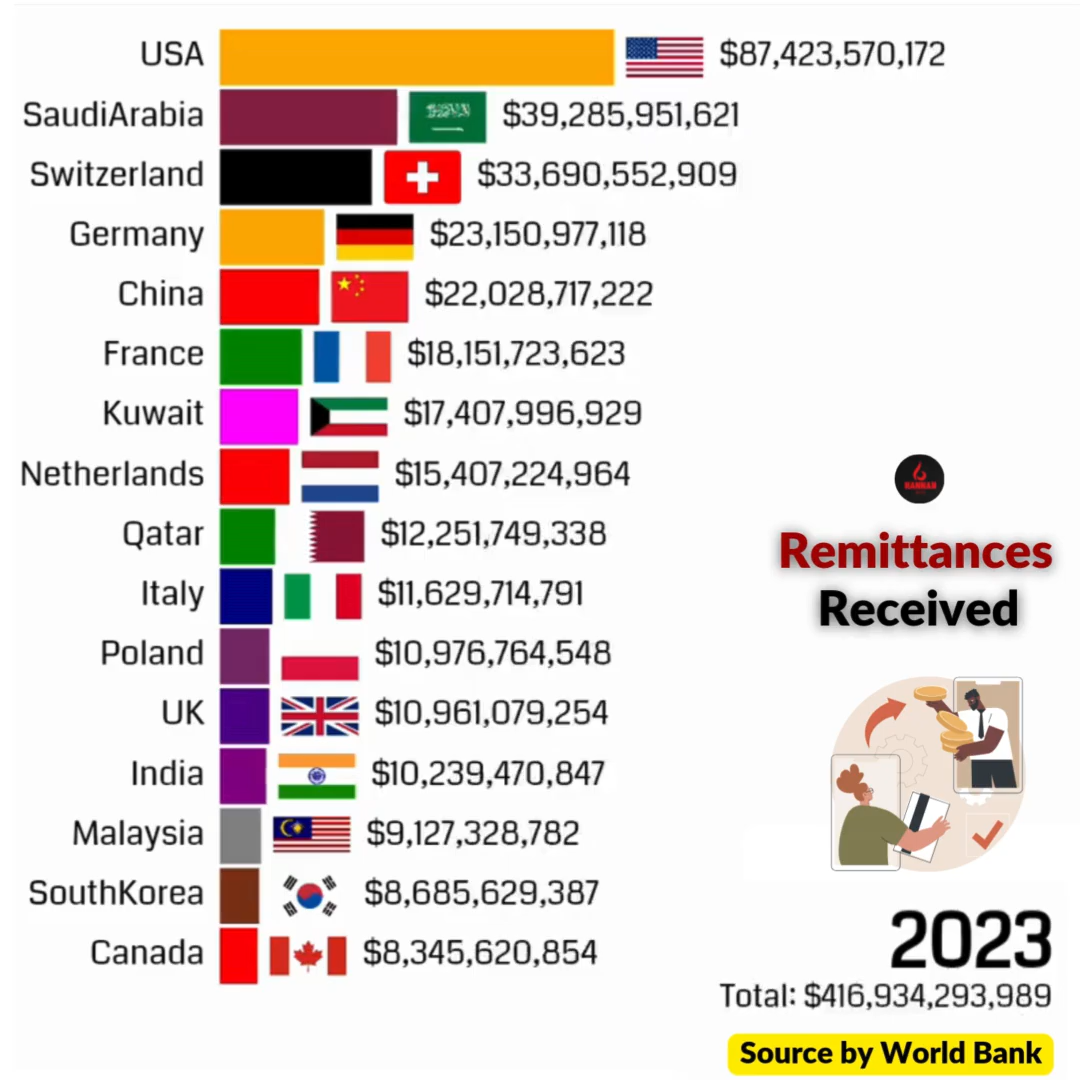 USA $87,423,570,172
SaudiArabia $39,285,951,621
Switzerland $33,690,552,909
Germany $23,150,977,118
China $22,028,717,222
France $18,151,723,623
Kuwait $17,407,996,929
Netherlands $15,407,224,964
Qatar $12,251,749,338
Italy $11,629,714,791
Poland $10,976,764,548
UK $10,961,079,254
India $10,239,470,847
Malaysia $9,127,328,782
SouthKorea $8,685,629,387
Canada $8,345,620,854
Remittances
Received
2023
Total: $416,934,293,989
Source by World Bank